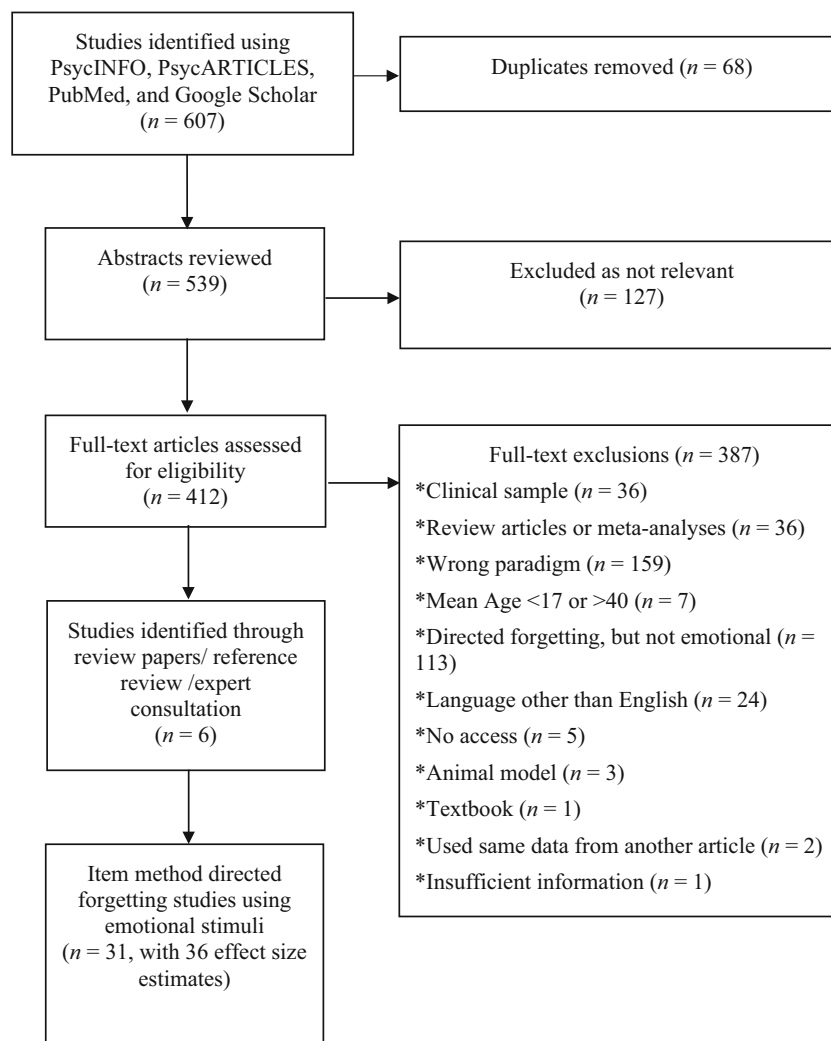 Studies identified using
PsycINFO, PsycARTICLES,
PubMed, and Google Scholar
(n = 607)
Duplicates removed (n = 68)
Abstracts reviewed
(n = 539)
Excluded as not relevant
(n = 127)
Full-text articles assessed
for eligibility
(n = 412)
Full-text exclusions (n = 387)
*Clinical sample (n = 36)
*Review articles or meta-analyses (n = 36)
*Wrong paradigm (n = 159)
*Mean Age <17 or >40 (n = 7)
*Directed forgetting, but not emotional (n =
113)
*Language other than English (n = 24)
*No access (n = 5)
*Animal model (n = 3)
*Textbook (n = 1)
*Used same data from another article (n = 2)
*Insufficient information (n = 1)
Studies identified through
review papers/ reference
review /expert
consultation
(n = 6)
Item method directed
forgetting studies using
emotional stimuli
(n = 31, with 36 effect size
estimates)